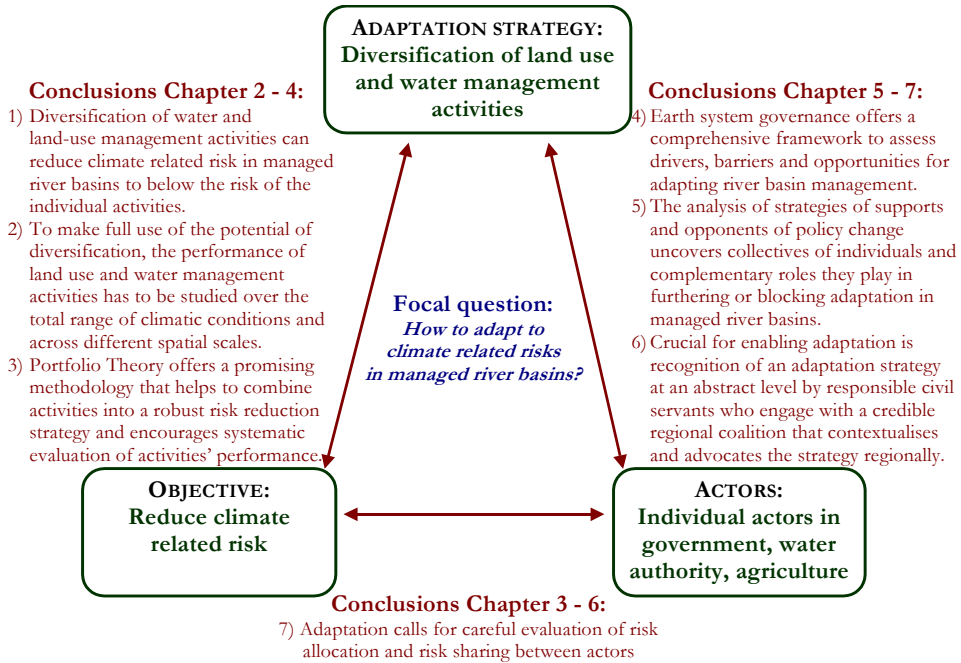 ADAPTATION STRATEGY:
Diversification of land use
and water management
activities
Conclusions Chapter 2 - 4:
1) Diversification of water and
land-use management activities can
reduce climate related risk in managed
river basins to below the risk of the
individual activities.
2) To make full use of the potential of
diversification, the performance of
land use and water management
activities has to be studied over the
total range of climatic conditions and
across different spatial scales.
3) Portfolio Theory offers a promising
methodology that helps to combine
activities into a robust risk reduction
strategy and encourages systematic
evaluation of activities' performance.
Focal question:
How to adapt to
climate related risks
in managed river basins?
Conclusions Chapter 5 - 7:
4) Earth system governance offers a
comprehensive framework to assess
drivers, barriers and opportunities for
adapting river basin management.
5) The analysis of strategies of supports
and opponents of policy change
uncovers collectives of individuals and
complementary roles they play in
furthering or blocking adaptation in
managed river basins.
6) Crucial for enabling adaptation is
recognition of an adaptation strategy
at an abstract level by responsible civil
servants who engage with a credible
regional coalition that contextualises
and advocates the strategy regionally.
OBJECTIVE:
Reduce climate
related risk
ACTORS:
Individual actors in
government, water
authority, agriculture
Conclusions Chapter 3 - 6:
7) Adaptation calls for careful evaluation of risk
allocation and risk sharing between actors